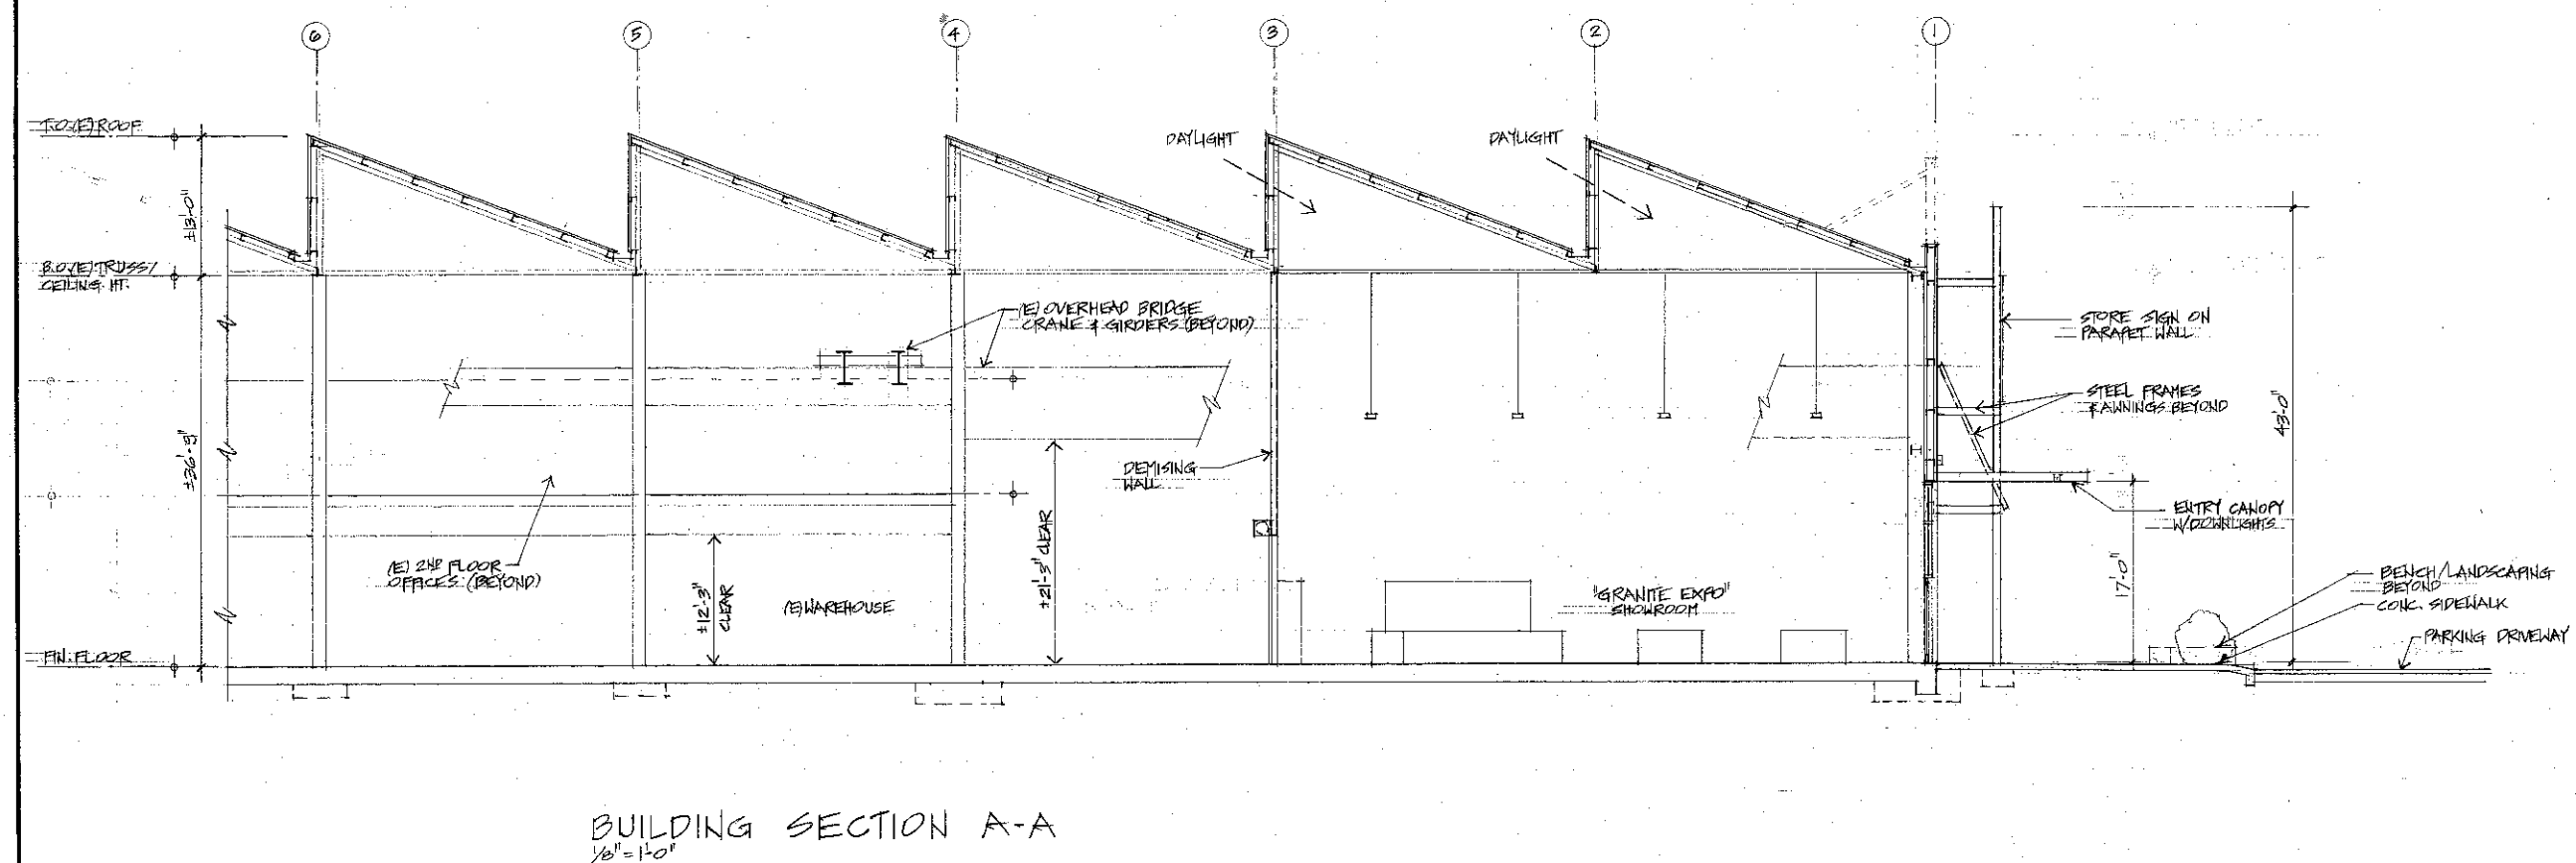 6 5 4 3 2 1
T.O.(E) ROOF
DAYLIGHT
DAYLIGHT
±13'-0"
B.O.(E) TRUSS/
CEILING HT.
(E) OVERHEAD BRIDGE
CRANE & GIRDERS (BEYOND)
STORE SIGN ON
PARAPET WALL
STEEL FRAMES
& AWNINGS BEYOND
43'-0"
±36'-3"
DEMISING
WALL
ENTRY CANOPY
W/DOWNLIGHTS
(E) 2ND FLOOR
OFFICES (BEYOND)
±12'-3"
CLEAR
(E) WAREHOUSE
±21'-3" CLEAR
"GRANITE EXPO"
SHOWROOM
17'-0"
BENCH/LANDSCAPING
BEYOND
CONC. SIDEWALK
PARKING DRIVEWAY
FIN. FLOOR
BUILDING SECTION A-A
1/8"=1'-0"